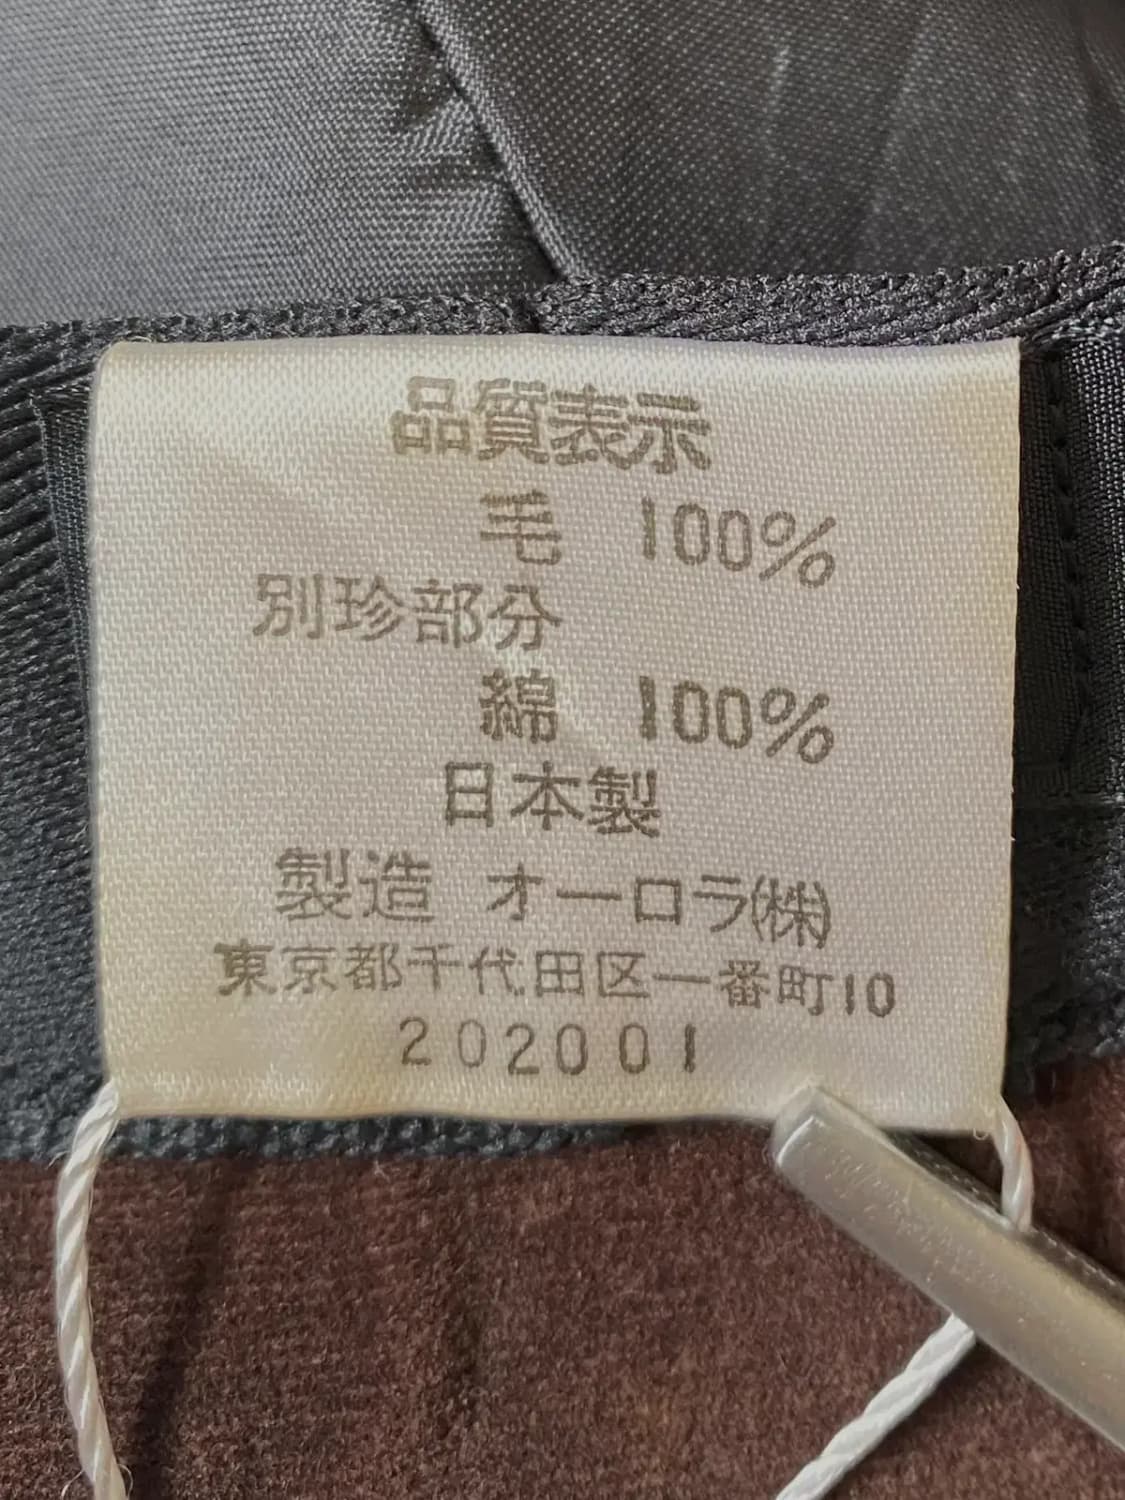 品質表示
毛 100%
別珍部分
綿 100%
日本製
製造 オーロラ㈱
東京都千代田区一番町10
202001